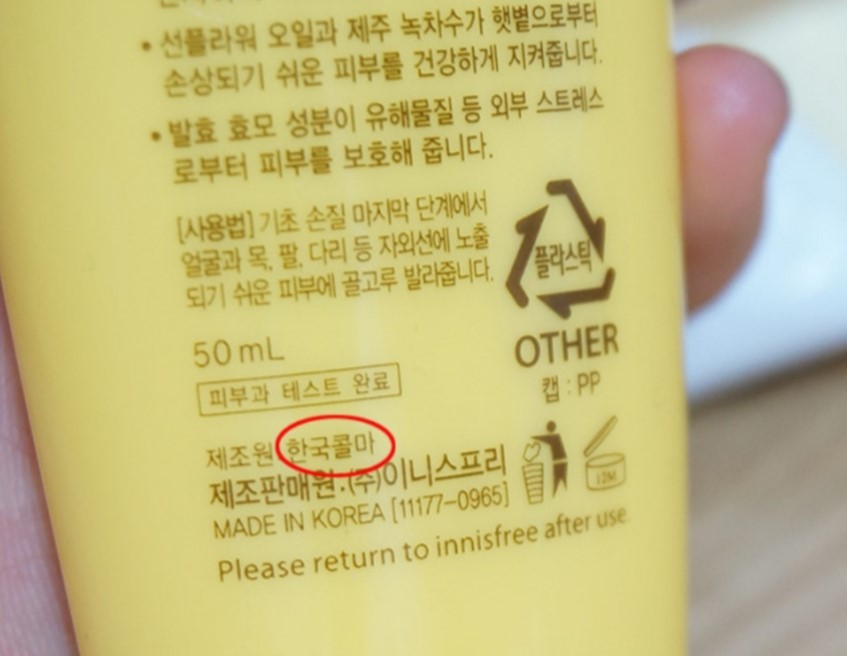 • 선플라워 오일과 제주 녹차수가 햇볕으로부터
손상되기 쉬운 피부를 건강하게 지켜줍니다.
• 발효 효모 성분이 유해물질 등 외부 스트레스
로부터 피부를 보호해 줍니다.
[사용법] 기초 손질 마지막 단계에서
얼굴과 목, 팔, 다리 등 자외선에 노출
되기 쉬운 피부에 골고루 발라줍니다.
플라스틱
OTHER
캡 : PP
50 mL
피부과 테스트 완료
제조원 한국콜마
제조판매원.(주)이니스프리
12M
MADE IN KOREA [11177-0965]
Please return to innisfree after use